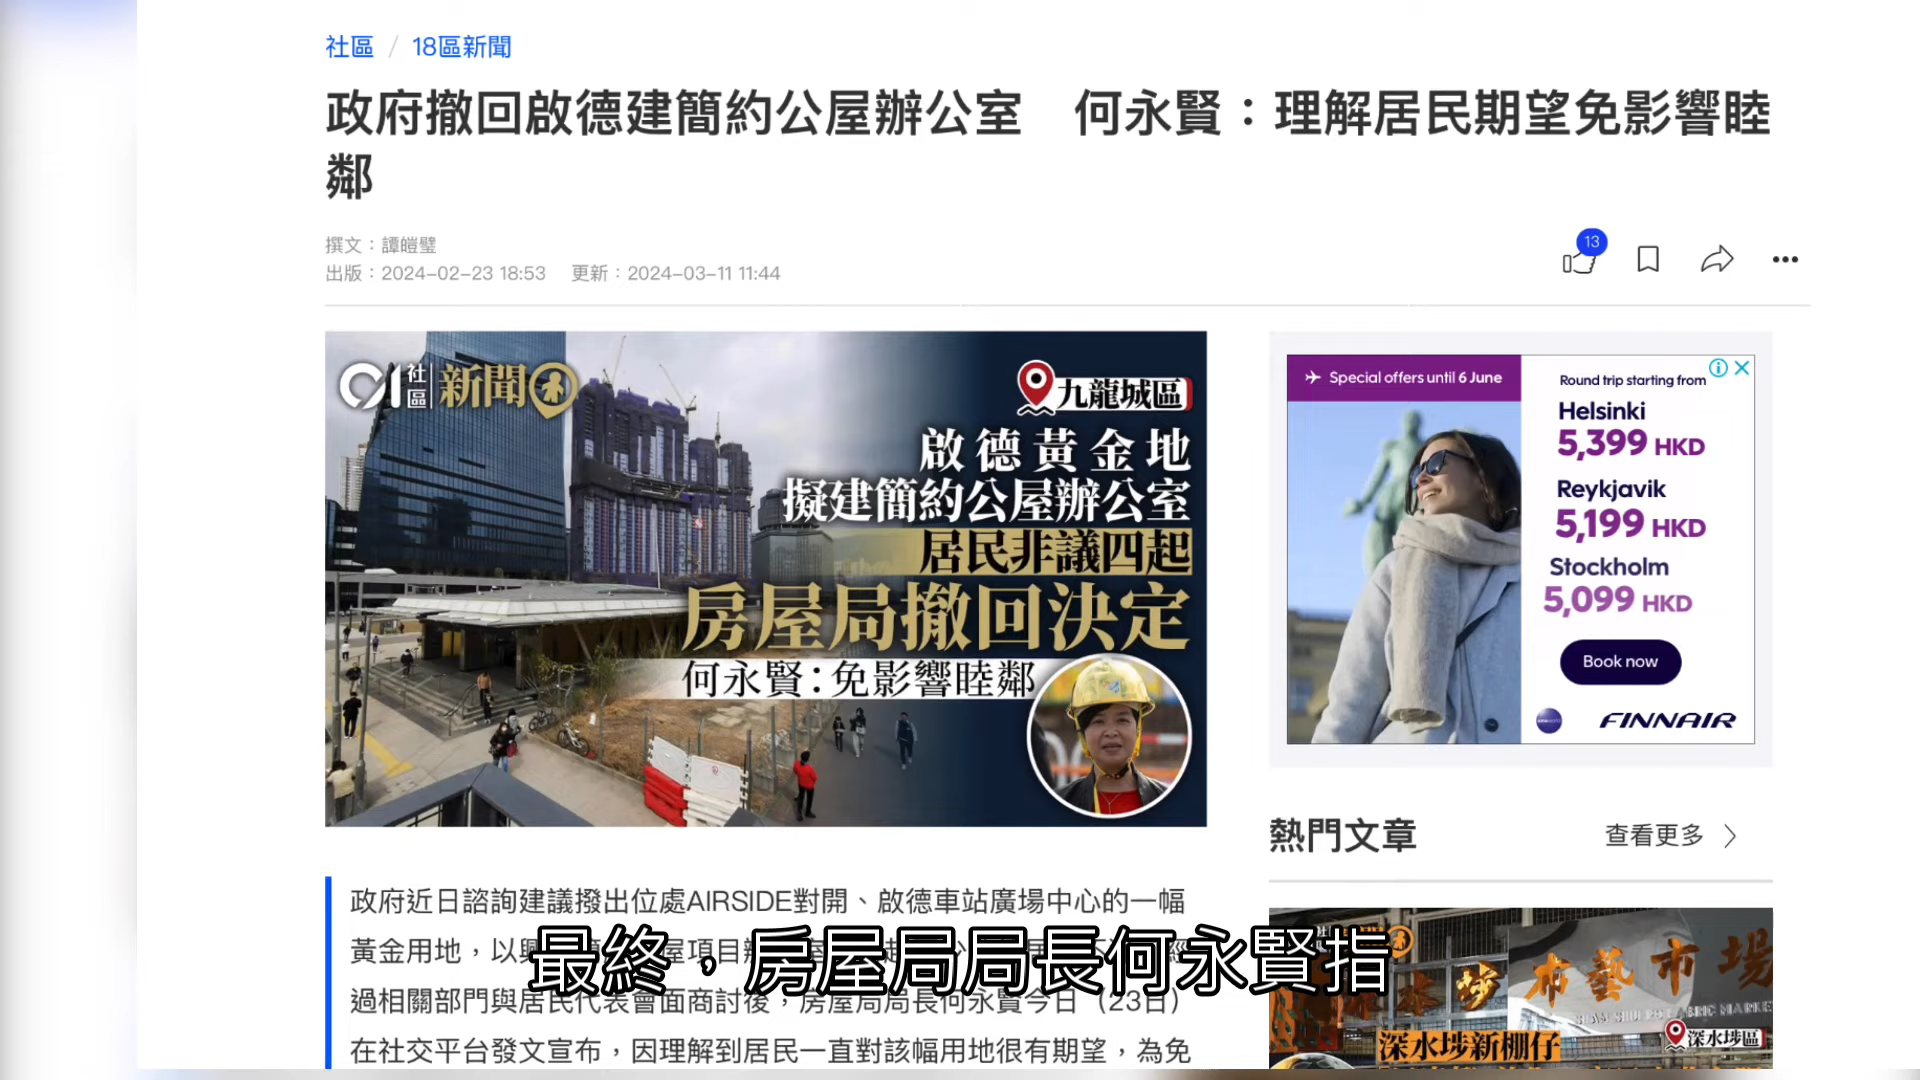 社區 / 18區新聞
政府撤回啟德建簡約公屋辦公室　何永賢：理解居民期望免影響睦
鄰
撰文：譚皚璧
出版：2024-02-23 18:53　更新：2024-03-11 11:44
13
01 社區 新聞
九龍城區
啟德黃金地
擬建簡約公屋辦公室
居民非議四起
房屋局撤回決定
何永賢：免影響睦鄰
政府近日諮詢建議撥出位處AIRSIDE對開、啟德車站廣場中心的一幅
黃金用地，以
過相關部門與居民代表會面商討後，房屋局局長何永賢今日（23日）
在社交平台發文宣布，因理解到居民一直對該幅用地很有期望，為免
最終，房屋局局長何永賢指
Special offers until 6 June
Round trip starting from
Helsinki
5,399 HKD
Reykjavik
5,199 HKD
Stockholm
5,099 HKD
Book now
FINNAIR
熱門文章
查看更多
布藝市場
深水埗新棚仔
深水埗區